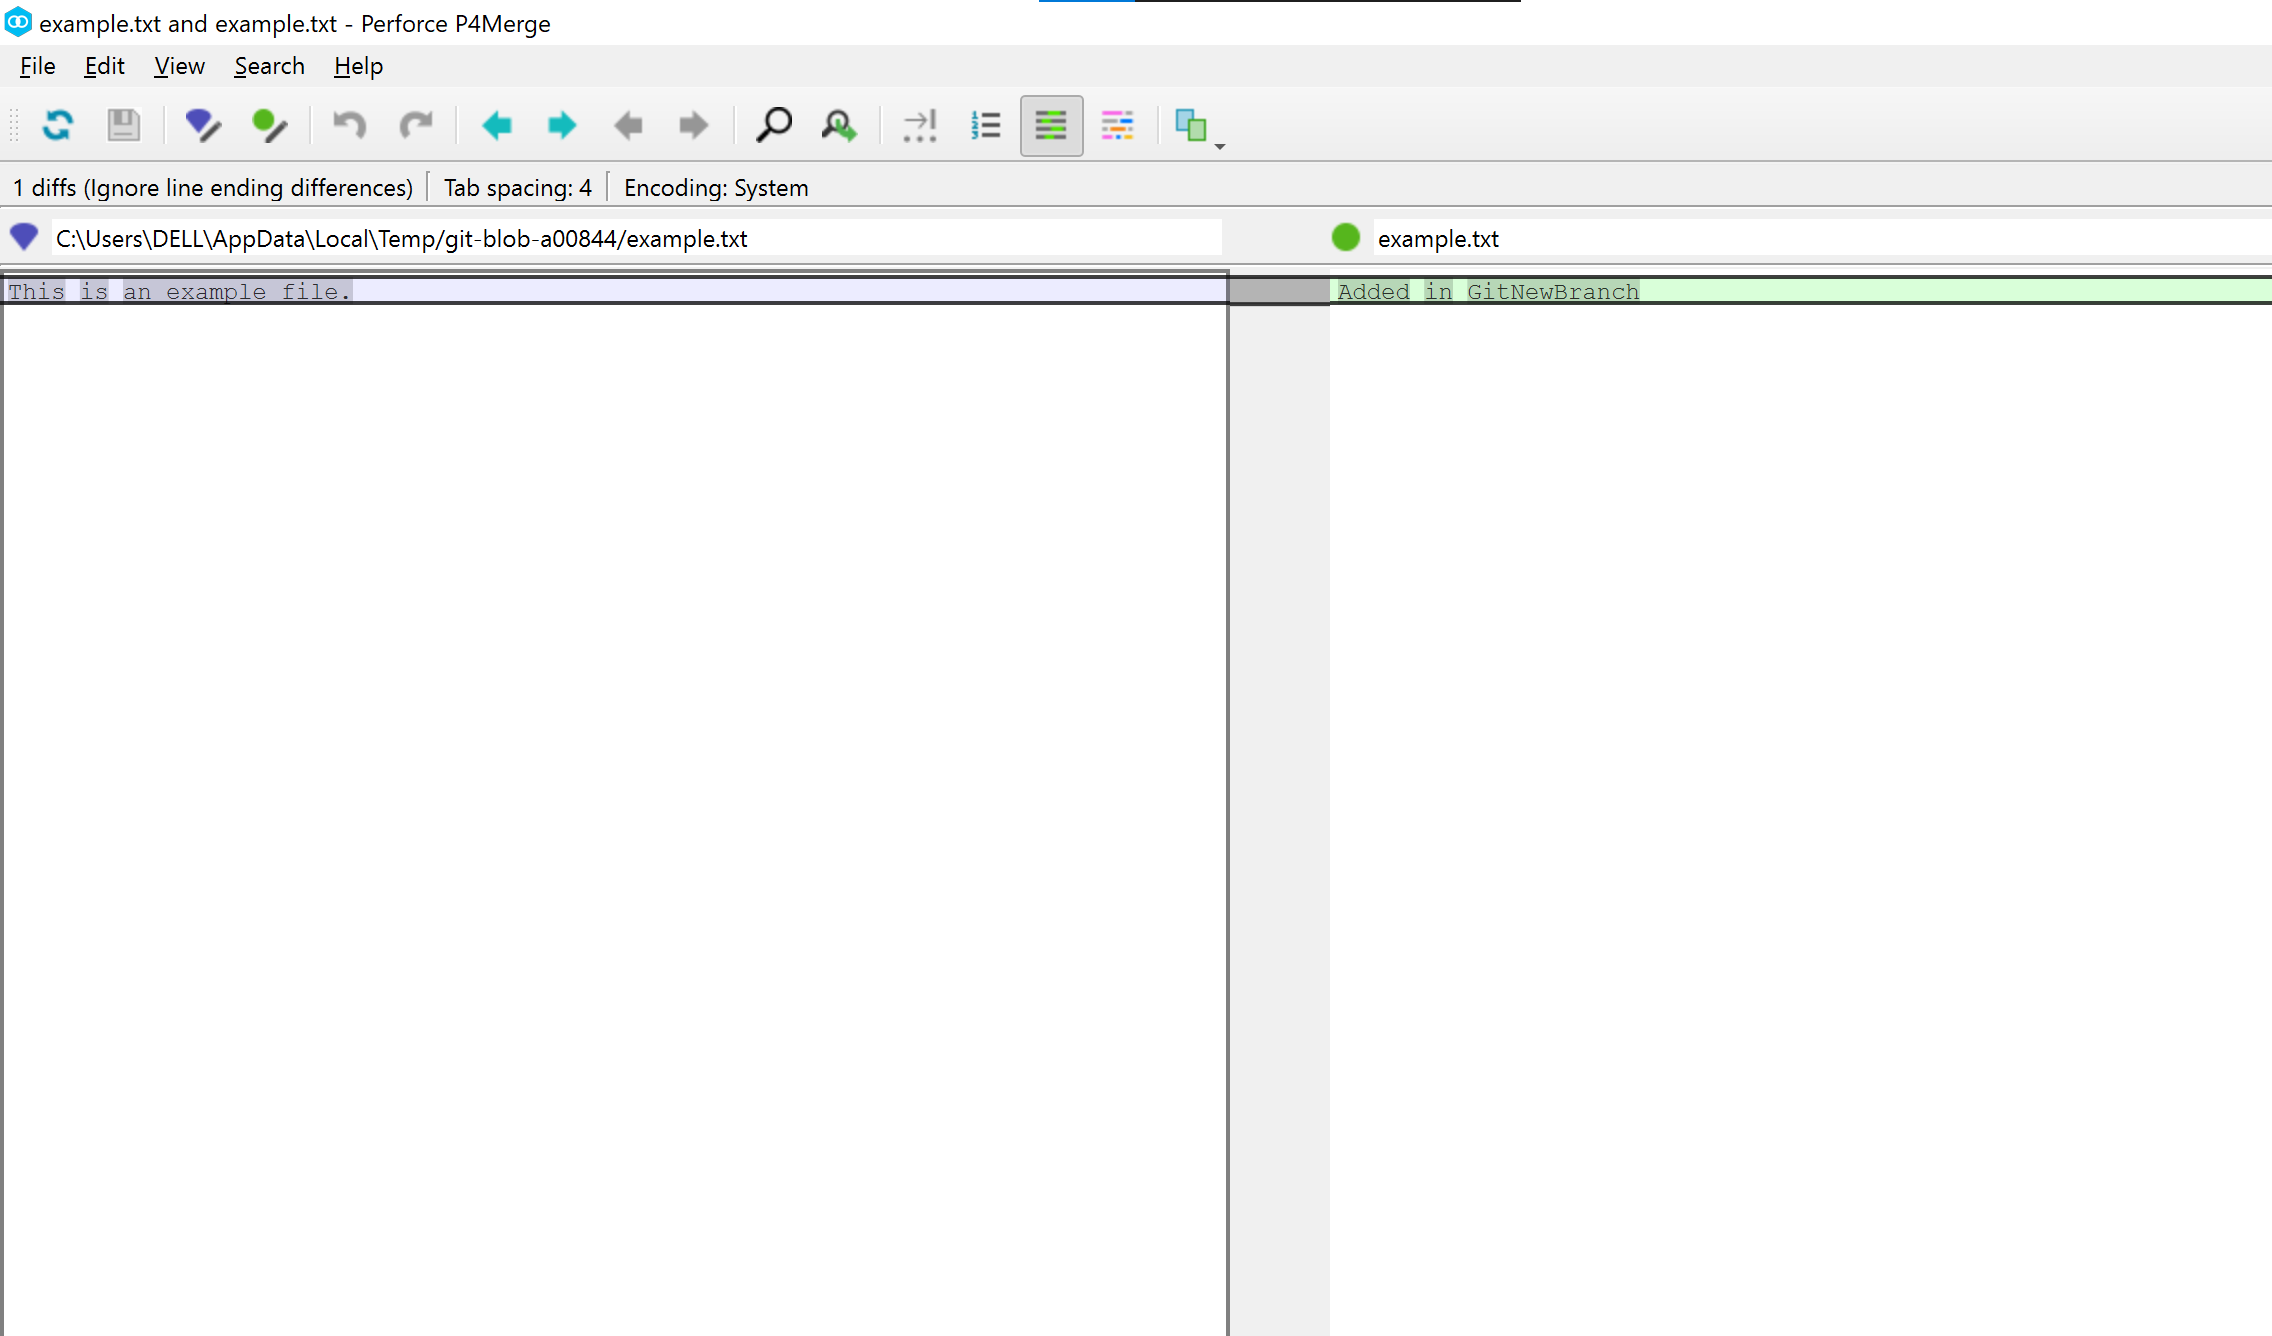 example.txt and example.txt - Perforce P4Merge
File Edit View Search Help
1 diffs (Ignore line ending differences) Tab spacing: 4 Encoding: System
C:\Users\DELL\AppData\Local\Temp/git-blob-a00844/example.txt example.txt
This is an example file. Added in GitNewBranch